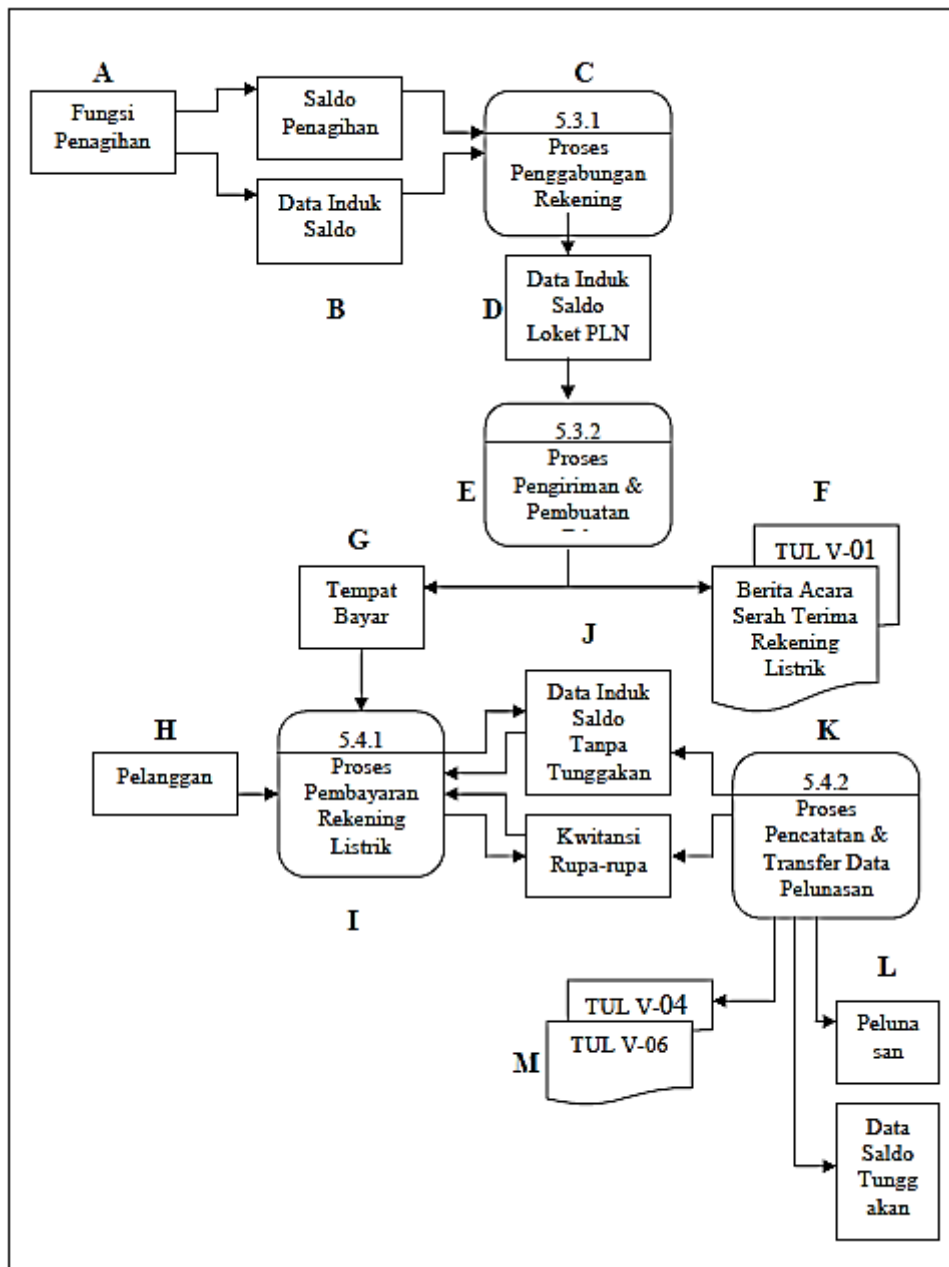 A
Fungsi
Penagihan
Saldo
Penagihan
Data Induk
Saldo
B
C
5.3.1
Proses
Penggabungan
Rekening
D
Data Induk
Saldo
Loket PLN
E
5.3.2
Proses
Pengiriman &
Pembuatan
F
TUL V-01
Berita Acara
Serah Terima
Rekening
Listrik
G
Tempat
Bayar
H
Pelanggan
5.4.1
Proses
Pembayaran
Rekening
Listrik
I
J
Data Induk
Saldo
Tanpa
Tunggakan
Kwitansi
Rupa-rupa
K
5.4.2
Proses
Pencatatan &
Transfer Data
Pelunasan
L
Peluna
san
Data
Saldo
Tungg
akan
M
TUL V-04
TUL V-06